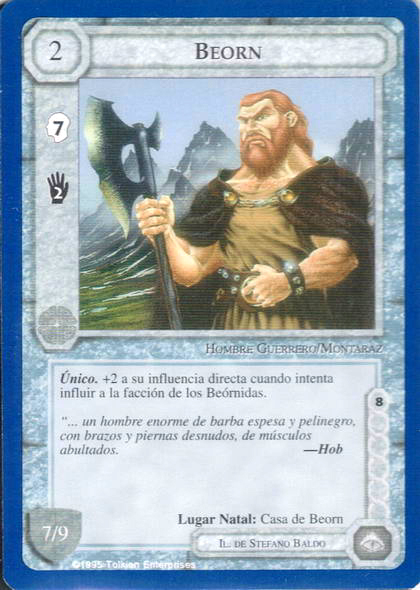 2
BEORN
7
2
HOMBRE GUERRERO/MONTARAZ
Único. +2 a su influencia directa cuando intenta
influir a la facción de los Beórnidas.
8
“... un hombre enorme de barba espesa y pelinegro,
con brazos y piernas desnudos, de músculos
abultados. —Hob
Lugar Natal: Casa de Beorn
7/9
IL. DE STEFANO BALDO
©1995 Tolkien Enterprises